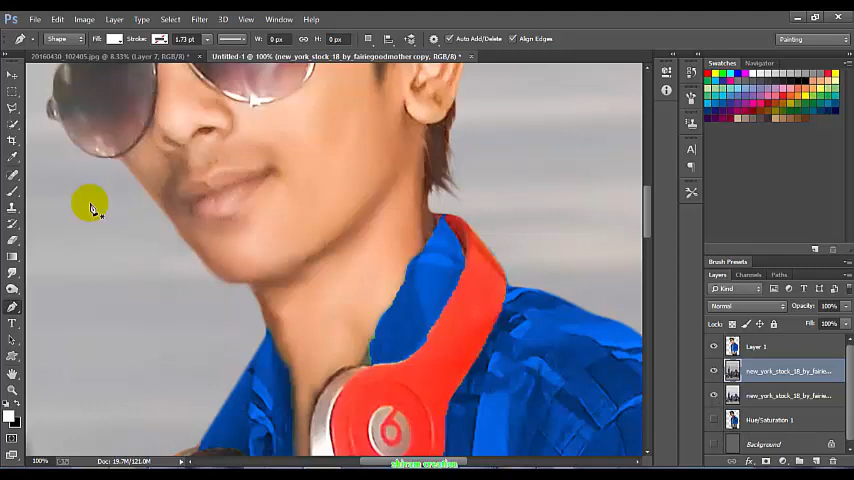 Ps File Edit Image Layer Type Select Filter 3D View Window Help
Shape Fill: Stroke: 1.73 pt W: 0 px H: 0 px Auto Add/Delete Align Edges Painting
20160430_102405.jpg @ 8.33% (Layer 7, RGB/8) * × Untitled-1 @ 100% (new_york_stock_18_by_fairiegoodmother copy, RGB/8) * ×
Swatches Navigator
Brush Presets
Layers Channels Paths
Kind
Normal Opacity: 100%
Lock: Fill: 100%
Layer 1
new_york_stock_18_by_fairie...
new_york_stock_18_by_fairie...
Hue/Saturation 1
Background
100% Doc: 19.7M/121.0M
shivam creation